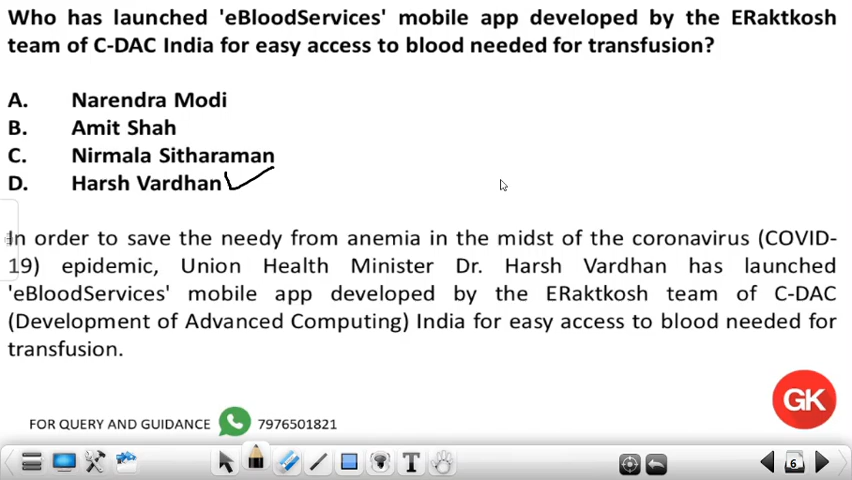 Who has launched 'eBloodServices' mobile app developed by the ERaktkosh
team of C-DAC India for easy access to blood needed for transfusion?
A. Narendra Modi
B. Amit Shah
C. Nirmala Sitharaman
D. Harsh Vardhan
In order to save the needy from anemia in the midst of the coronavirus (COVID-
19) epidemic, Union Health Minister Dr. Harsh Vardhan has launched
'eBloodServices' mobile app developed by the ERaktkosh team of C-DAC
(Development of Advanced Computing) India for easy access to blood needed for
transfusion.
GK
FOR QUERY AND GUIDANCE 7976501821
T
6